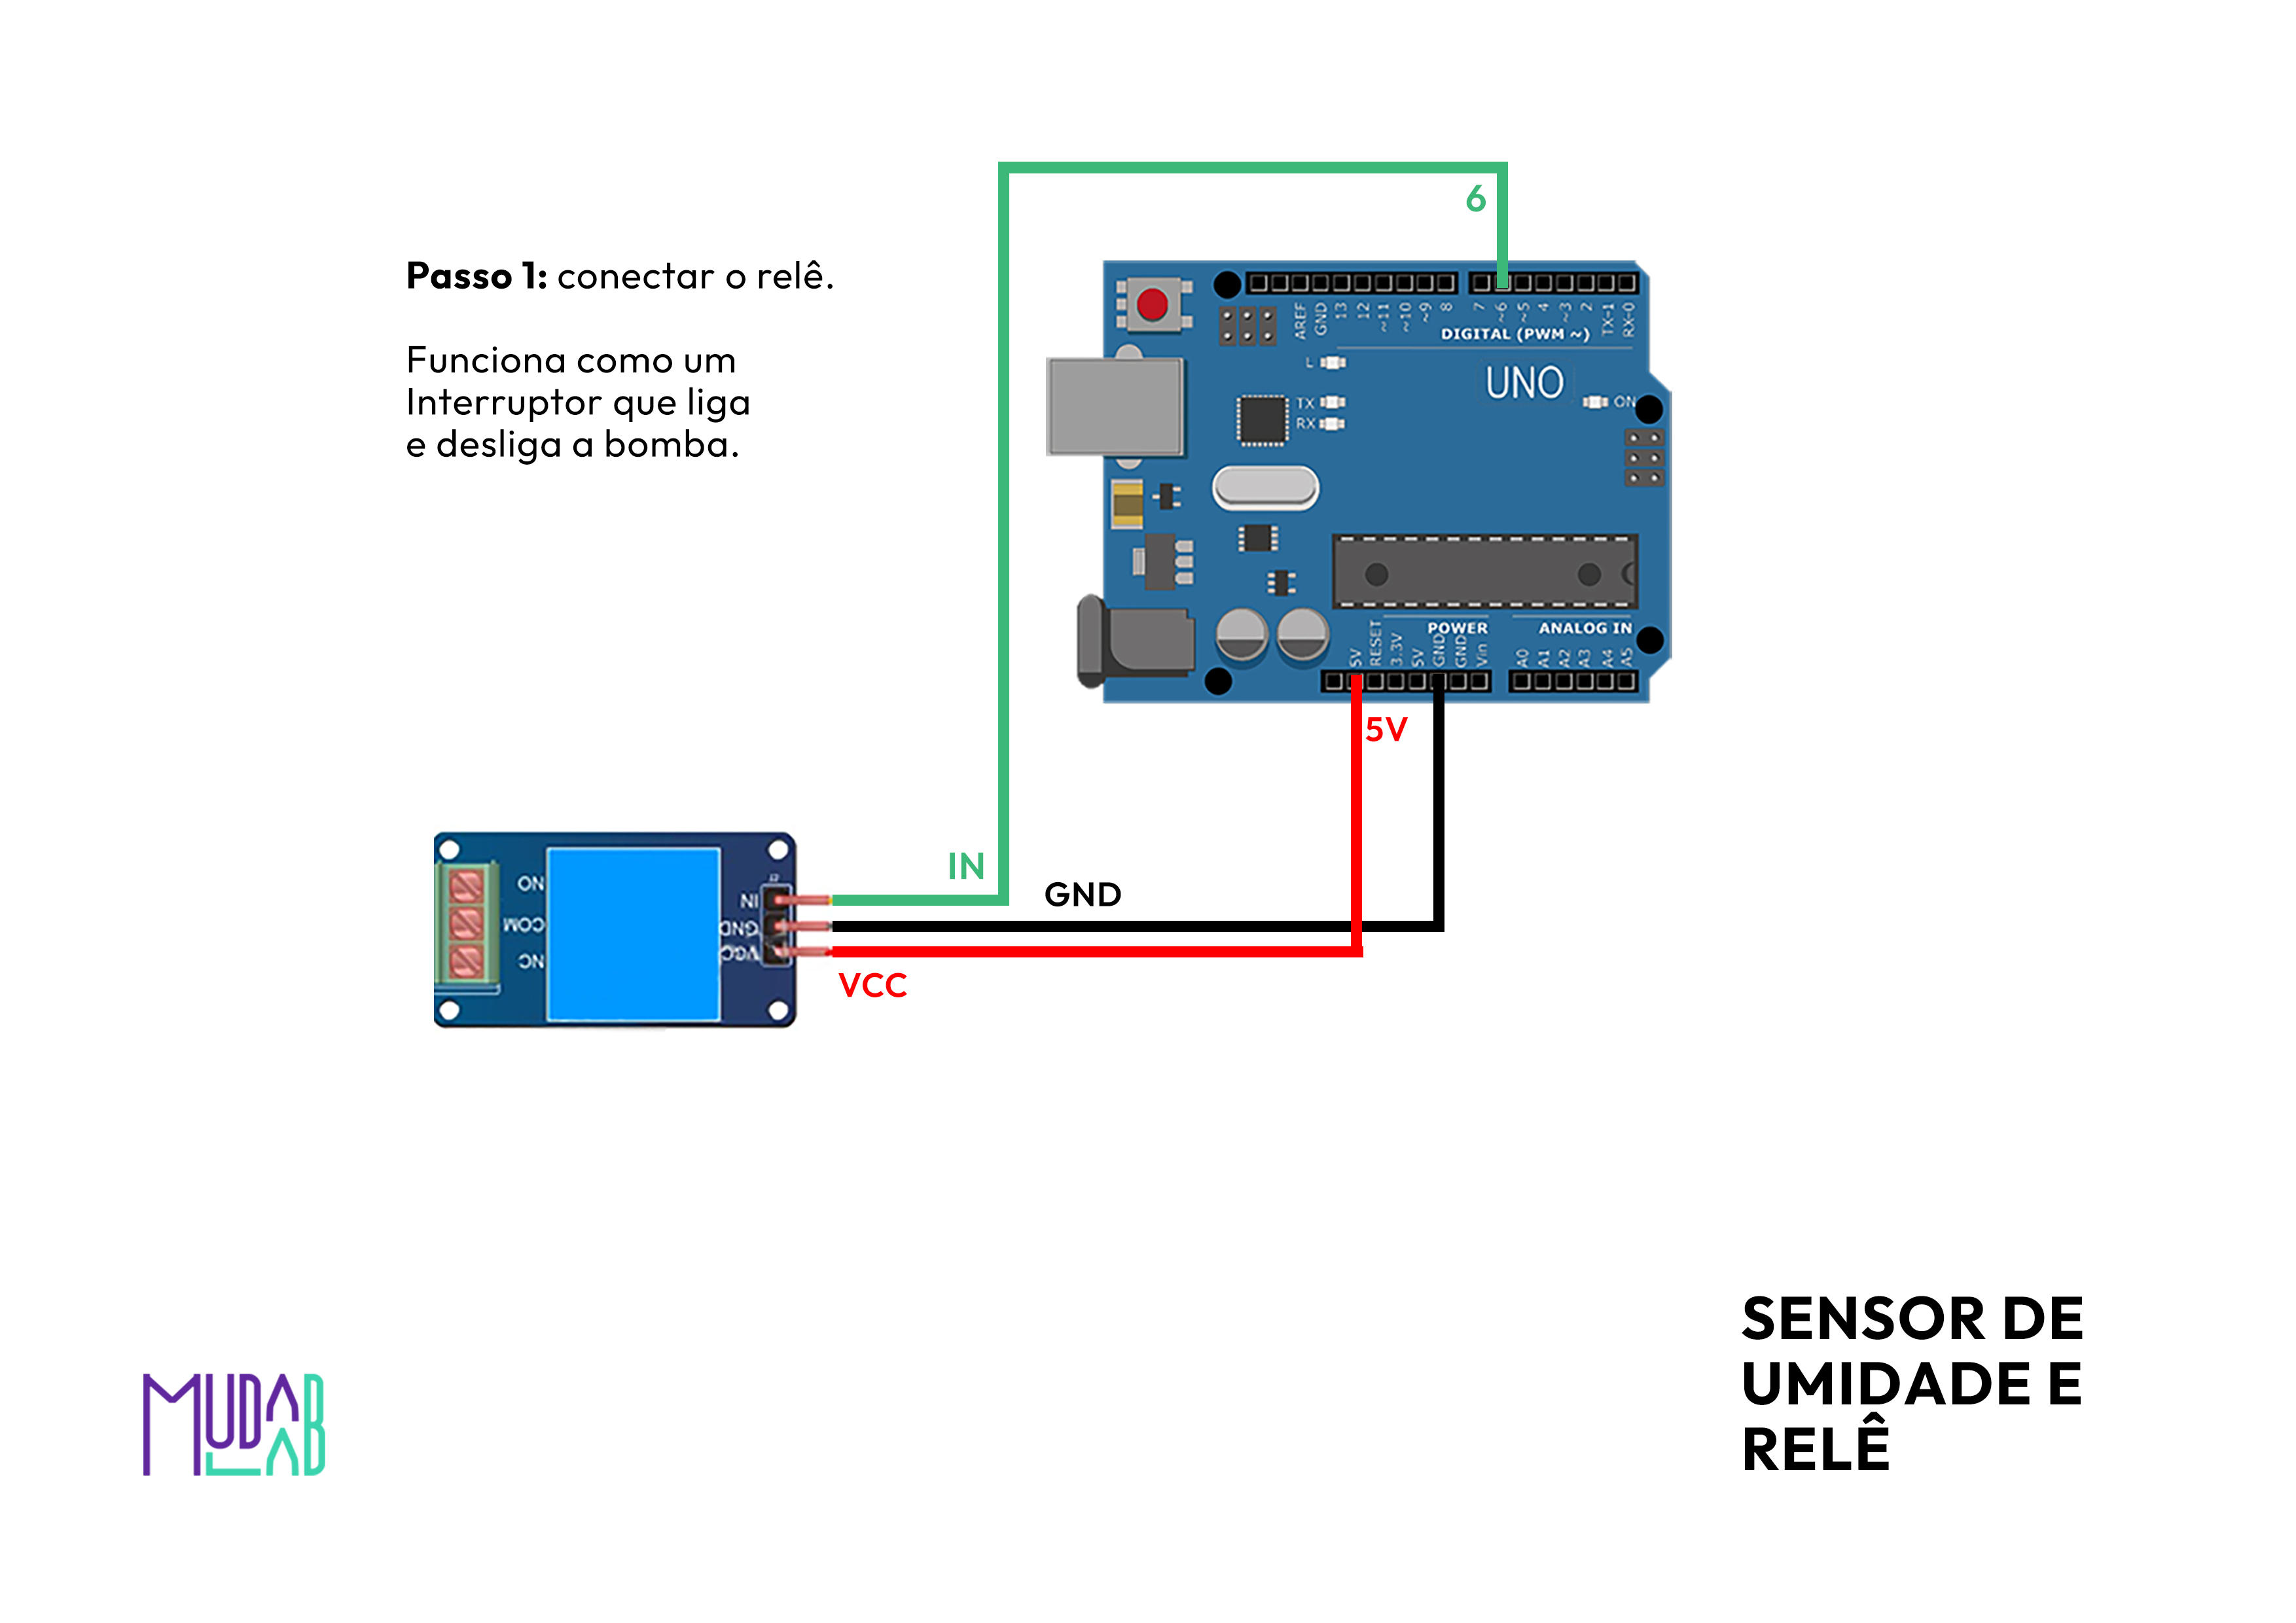 6
Passo 1: conectar o relê.
Funciona como um
Interruptor que liga
e desliga a bomba.
AREF
GND
13
12
~11
~10
~9
8
7
~6
~5
4
~3
2
TX-1
RX-0
DIGITAL (PWM ~)
L
UNO
TX
RX
ON
POWER
ANALOG IN
5V
RESET
3.3V
5V
GND
GND
Vin
A0
A1
A2
A3
A4
A5
5V
IN
GND
VCC
NO
COM
NC
IN
GND
VCC
SENSOR DE
UMIDADE E
RELÊ
MUDA
LAB